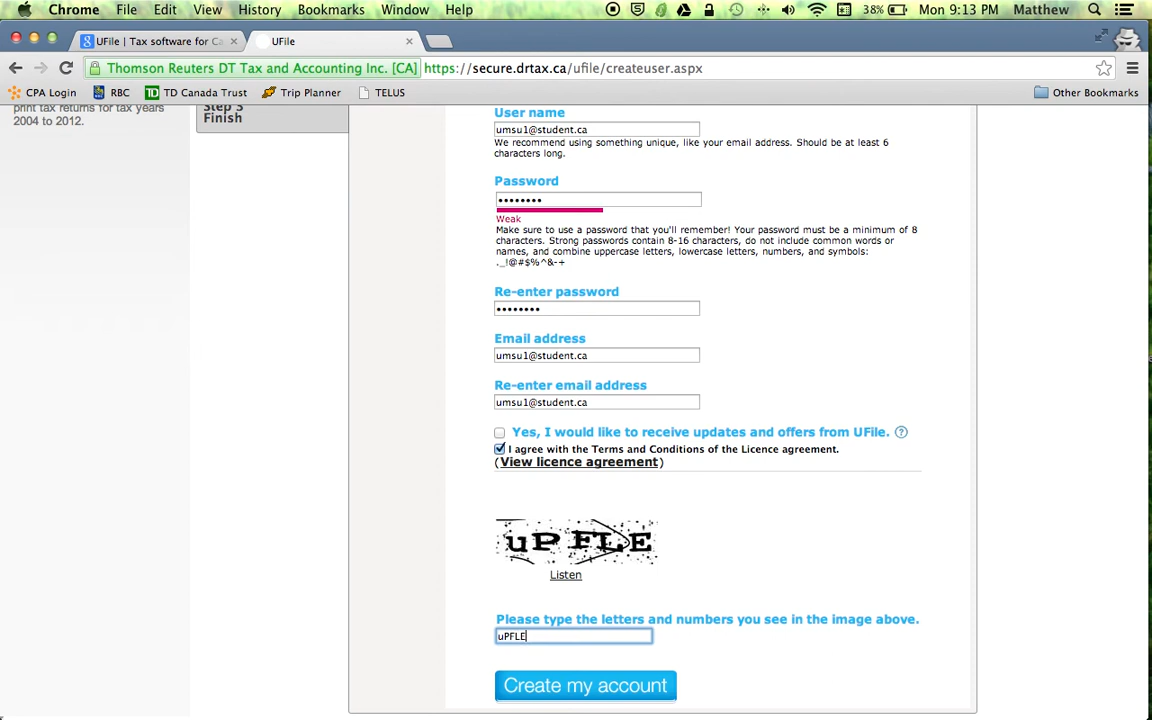 Chrome File Edit View History Bookmarks Window Help 38% Mon 9:13 PM Matthew
UFile | Tax software for Ca UFile
Thomson Reuters DT Tax and Accounting Inc. [CA] https://secure.drtax.ca/ufile/createuser.aspx
CPA Login RBC TD Canada Trust Trip Planner TELUS Other Bookmarks
print tax returns for tax years
2004 to 2012.
Step 3
Finish
User name
umsu1@student.ca
We recommend using something unique, like your email address. Should be at least 6
characters long.
Password
••••••••
Weak
Make sure to use a password that you'll remember! Your password must be a minimum of 8
characters. Strong passwords contain 8-16 characters, do not include common words or
names, and combine uppercase letters, lowercase letters, numbers, and symbols:
._!@#$%^&-+
Re-enter password
••••••••
Email address
umsu1@student.ca
Re-enter email address
umsu1@student.ca
Yes, I would like to receive updates and offers from UFile. ?
I agree with the Terms and Conditions of the Licence agreement.
(View licence agreement)
uPFLE
Listen
Please type the letters and numbers you see in the image above.
uPFLE
Create my account